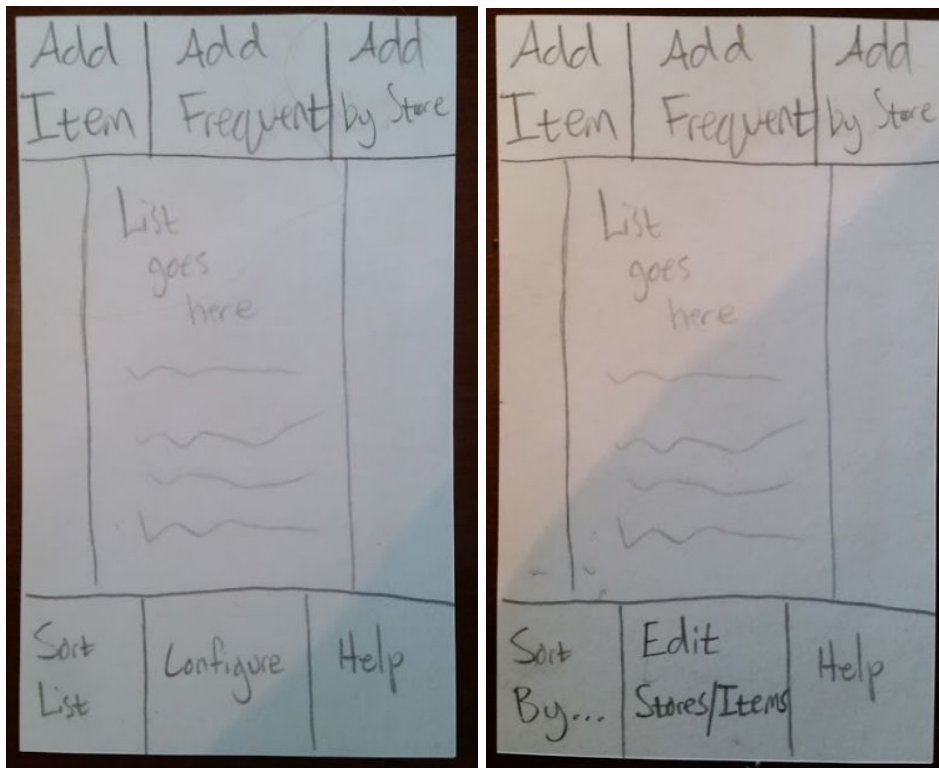 Add
Item
Add
Frequent
Add
by Store
List
goes
here
Sort
List
Configure
Help
Add
Item
Add
Frequent
Add
by Store
List
goes
here
Sort
By...
Edit
Stores/Items
Help